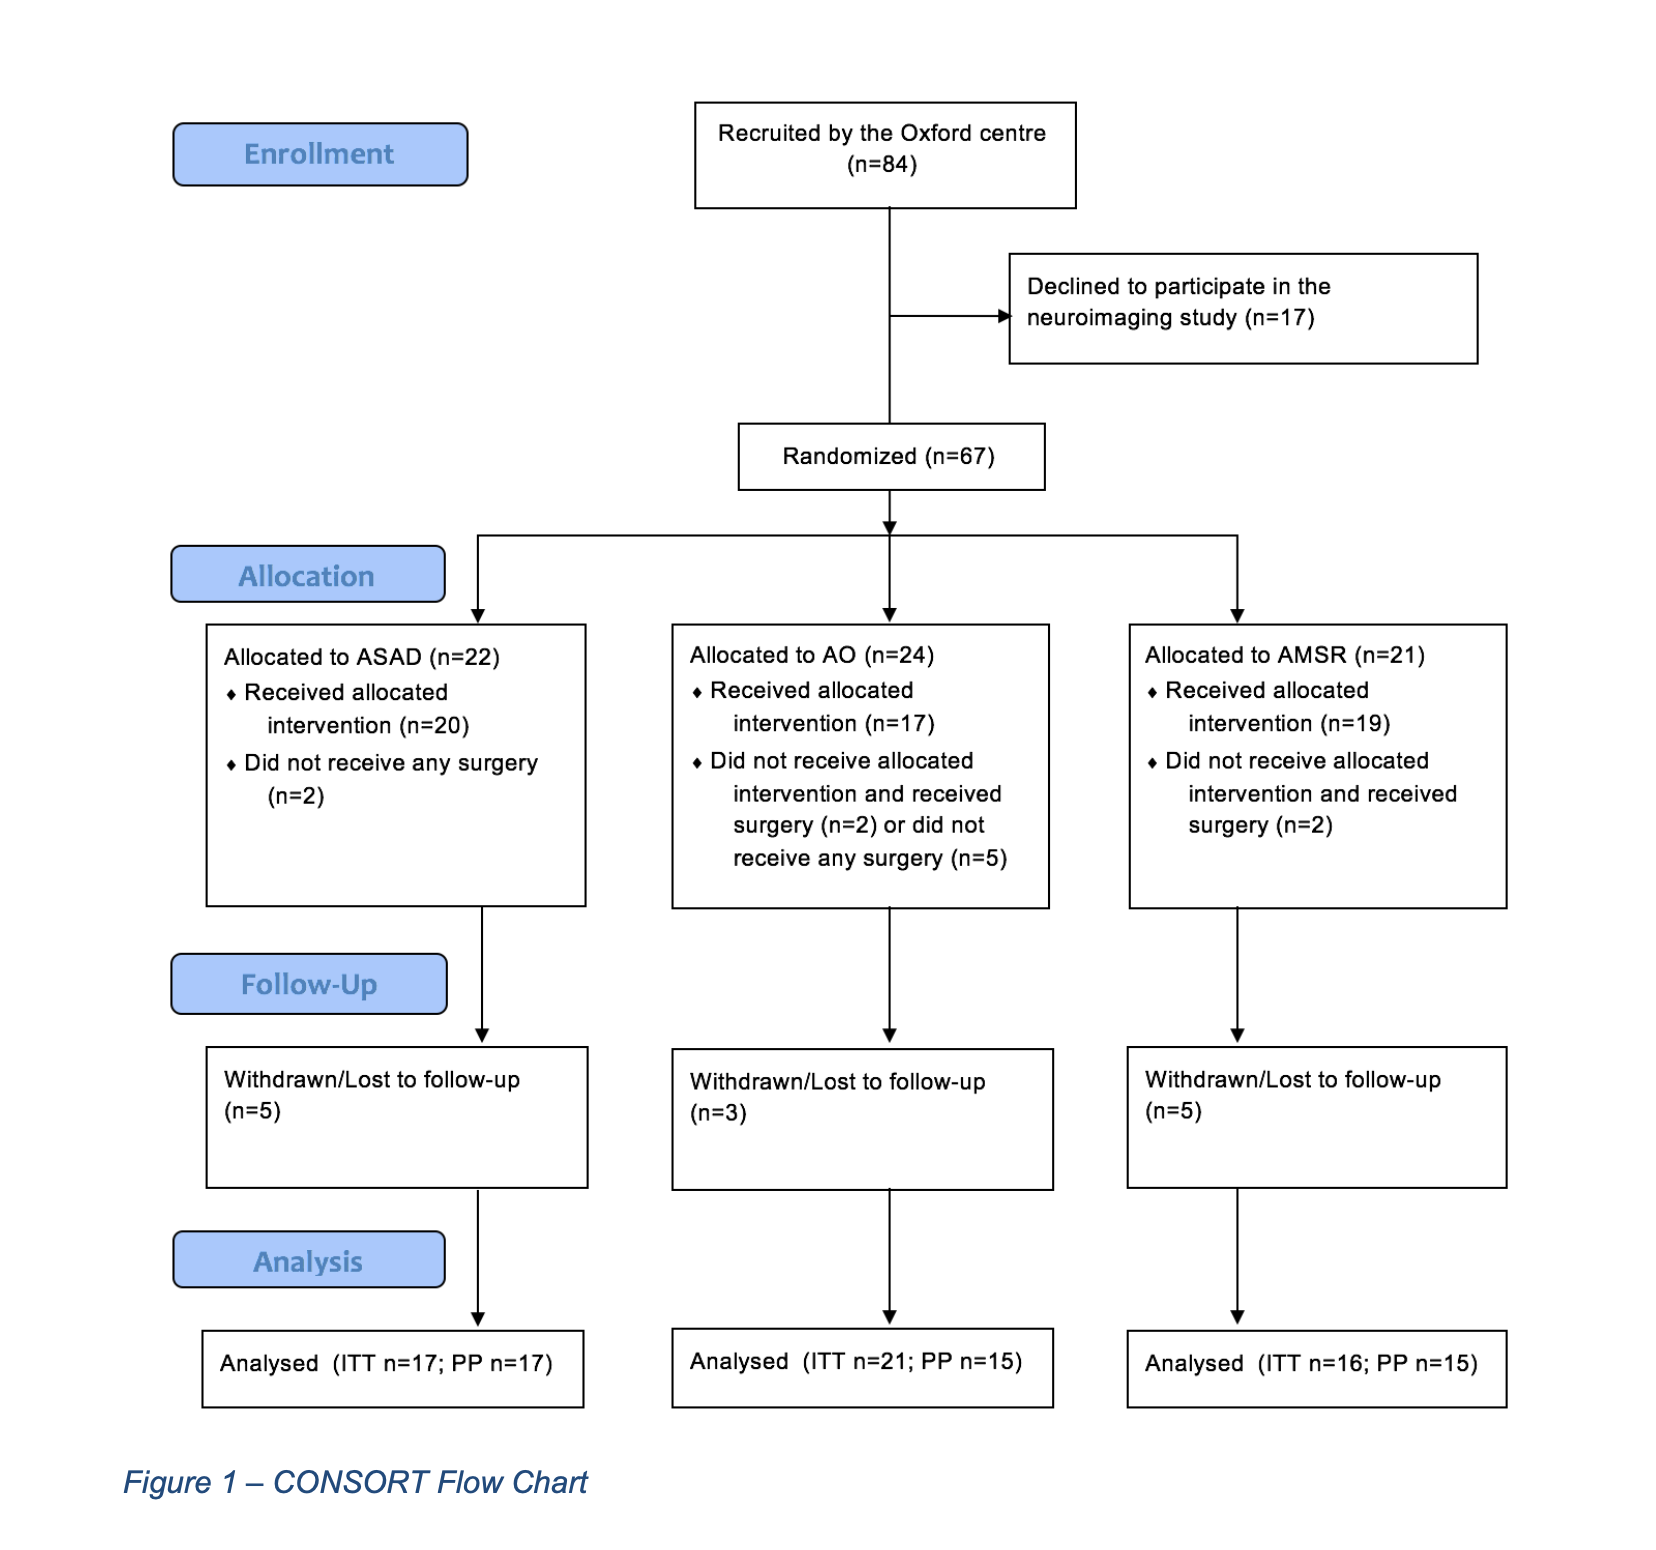 Enrollment
Recruited by the Oxford centre
(n=84)
Declined to participate in the
neuroimaging study (n=17)
Randomized (n=67)
Allocation
Allocated to ASAD (n=22)
♦ Received allocated
intervention (n=20)
♦ Did not receive any surgery
(n=2)
Allocated to AO (n=24)
♦ Received allocated
intervention (n=17)
♦ Did not receive allocated
intervention and received
surgery (n=2) or did not
receive any surgery (n=5)
Allocated to AMSR (n=21)
♦ Received allocated
intervention (n=19)
♦ Did not receive allocated
intervention and received
surgery (n=2)
Follow-Up
Withdrawn/Lost to follow-up
(n=5)
Withdrawn/Lost to follow-up
(n=3)
Withdrawn/Lost to follow-up
(n=5)
Analysis
Analysed (ITT n=17; PP n=17)
Analysed (ITT n=21; PP n=15)
Analysed (ITT n=16; PP n=15)
Figure 1 – CONSORT Flow Chart